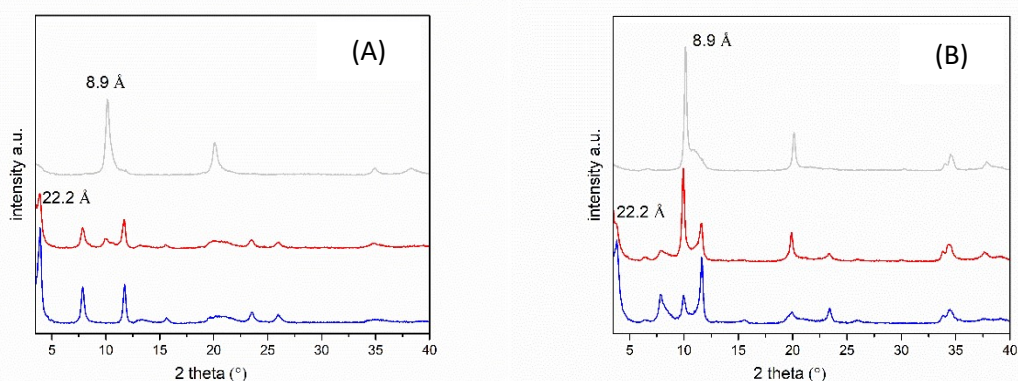 (A)
8.9 Å
22.2 Å
intensity a.u.
5 10 15 20 25 30 35 40
2 theta (°)
(B)
8.9 Å
22.2 Å
intensity a.u.
5 10 15 20 25 30 35 40
2 theta (°)